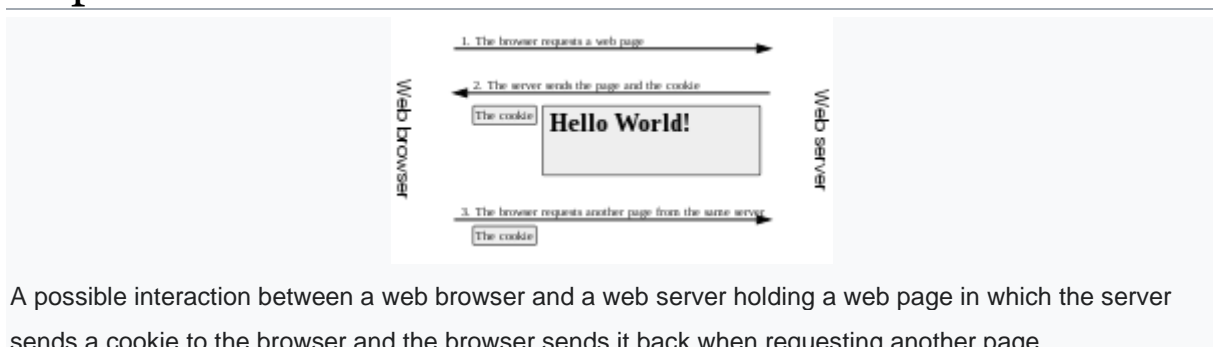 1. The browser requests a web page
2. The server sends the page and the cookie
Web browser
The cookie
Hello World!
Web server
3. The browser requests another page from the same server
The cookie
A possible interaction between a web browser and a web server holding a web page in which the server
sends a cookie to the browser and the browser sends it back when requesting another page